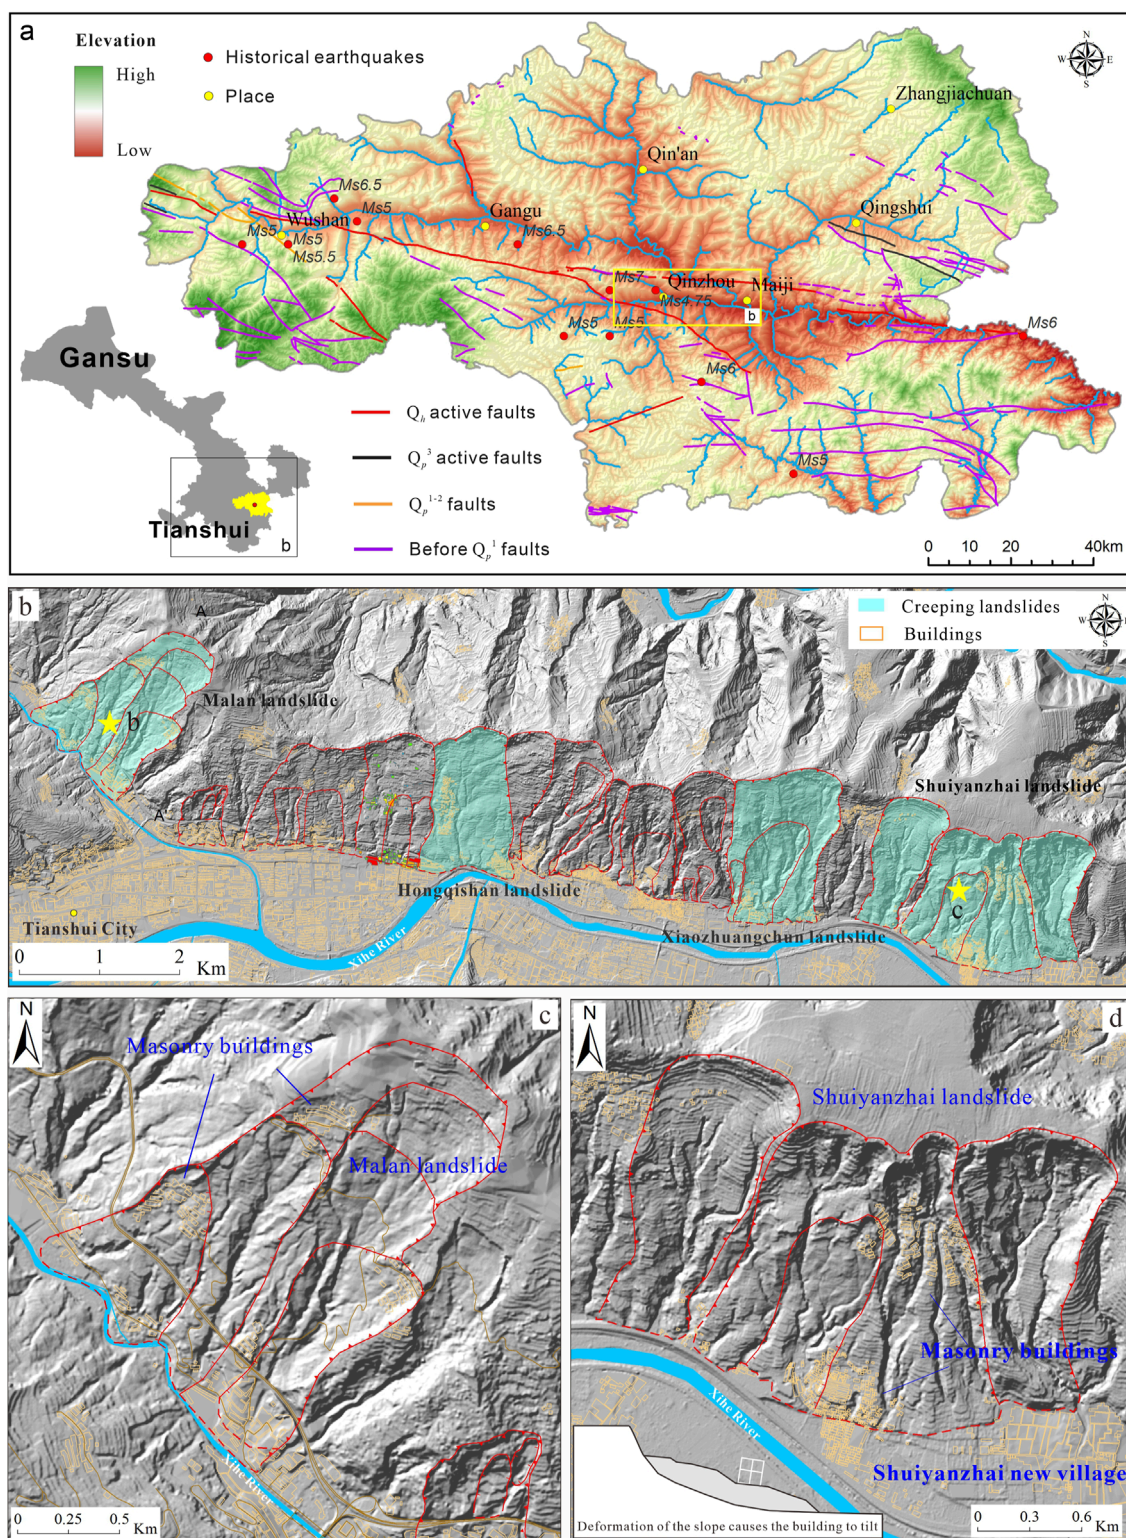 a
Elevation
High
Low
Historical earthquakes
Place
N
W
E
S
Zhangjiachuan
Qin'an
Ms6.5
Ms5
Wushan
Gangu
Qingshui
Ms5
Ms5
Ms5.5
Ms6.5
Ms7
Qinzhou
Maiji
Ms4.75
b
Ms5
Ms5
Ms6
Ms6
Ms5
Gansu
Tianshui
b
Qh active faults
Qp3 active faults
Qp1-2 faults
Before Qp1 faults
0 10 20 40km
b
A
Creeping landslides
Buildings
N
W
E
S
Malan landslide
b
A'
Shuiyanzhai landslide
Hongqishan landslide
c
Xiaozhuangchun landslide
Tianshui City
Xihe River
0 1 2
Km
N
c
Masonry buildings
Malan landslide
Xihe River
0 0.25 0.5
Km
N
d
Shuiyanzhai landslide
Masonry buildings
Xihe River
Shuiyanzhai new village
Deformation of the slope causes the building to tilt
0 0.3 0.6
Km